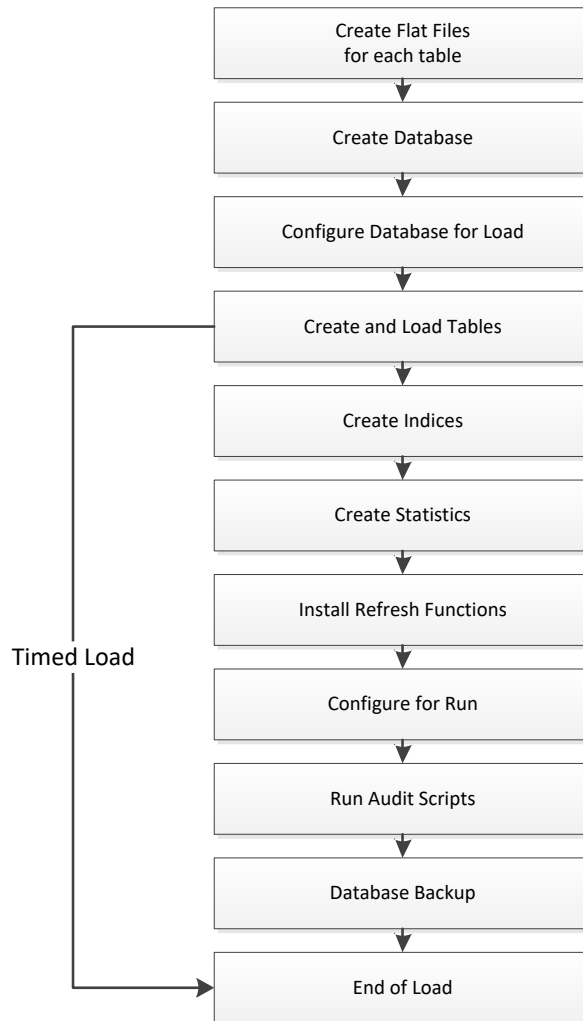 Create Flat Files
for each table
Create Database
Configure Database for Load
Create and Load Tables
Create Indices
Create Statistics
Install Refresh Functions
Timed Load
Configure for Run
Run Audit Scripts
Database Backup
End of Load